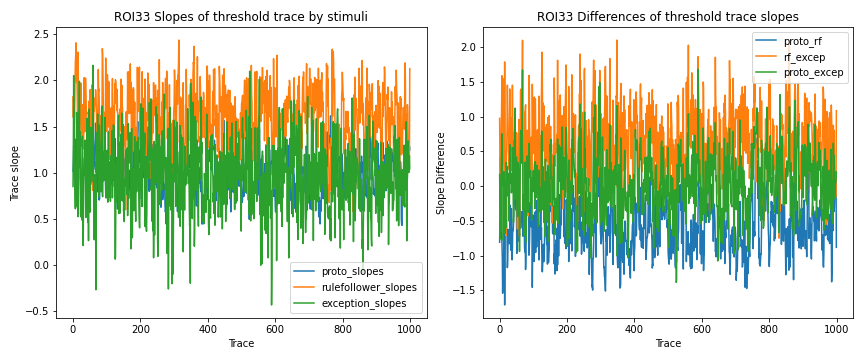 ROI33 Slopes of threshold trace by stimuli
2.5
2.0
1.5
1.0
0.5
0.0
−0.5
Trace slope
0
200
400
600
800
1000
Trace
proto_slopes
rulefollower_slopes
exception_slopes
ROI33 Differences of threshold trace slopes
2.0
1.5
1.0
0.5
0.0
−0.5
−1.0
−1.5
Slope Difference
0
200
400
600
800
1000
Trace
proto_rf
rf_excep
proto_excep